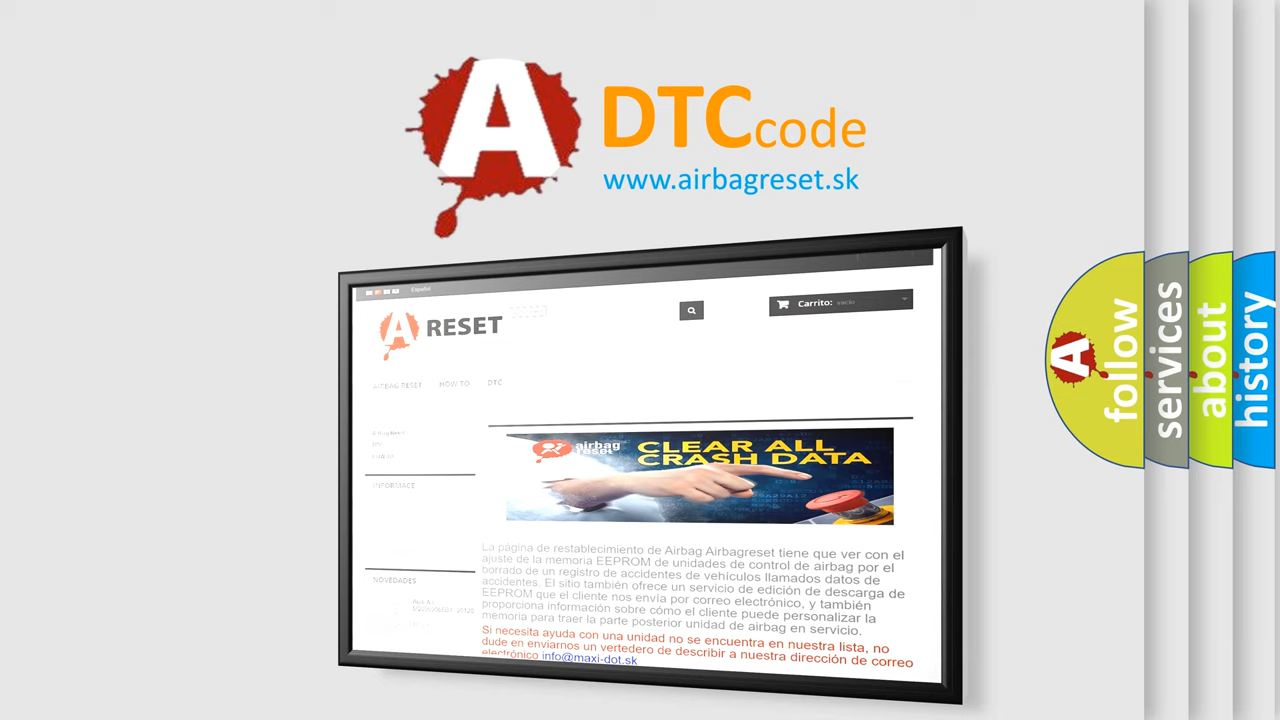 A DTCcode
www.airbagreset.sk
Español
A RESET
Carrito: vacío
AIRBAG RESET HOW TO DTC
INFORMACE
NOVEDADES
airbag
reset
CLEAR ALL
CRASH DATA
La página de restablecimiento de Airbag Airbagreset tiene que ver con el
ajuste de la memoria EEPROM de unidades de control de airbag por el
borrado de un registro de accidentes de vehículos llamados datos de
accidentes. El sitio también ofrece un servicio de edición de descarga de
EEPROM que el cliente nos envía por correo electrónico, y también
proporciona información sobre cómo el cliente puede personalizar la
memoria para traer la parte posterior unidad de airbag en servicio.
Si necesita ayuda con una unidad no se encuentra en nuestra lista, no
dude en enviarnos un vertedero de describir a nuestra dirección de correo
electrónico info@maxi-dot.sk
A
follow
services
about
history